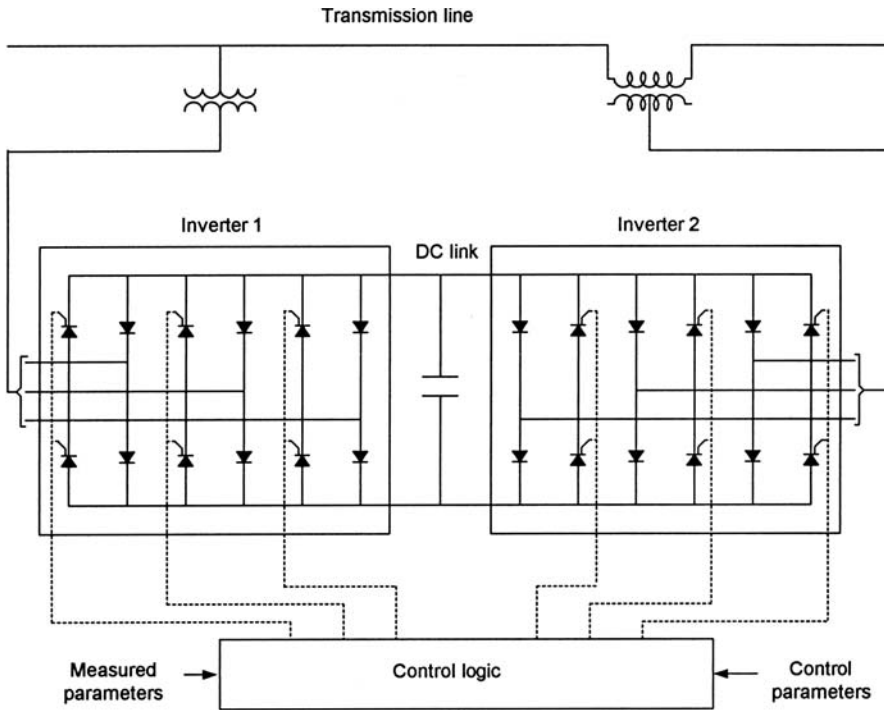 Transmission line
Inverter 1
DC link
Inverter 2
Measured
parameters
Control logic
Control
parameters